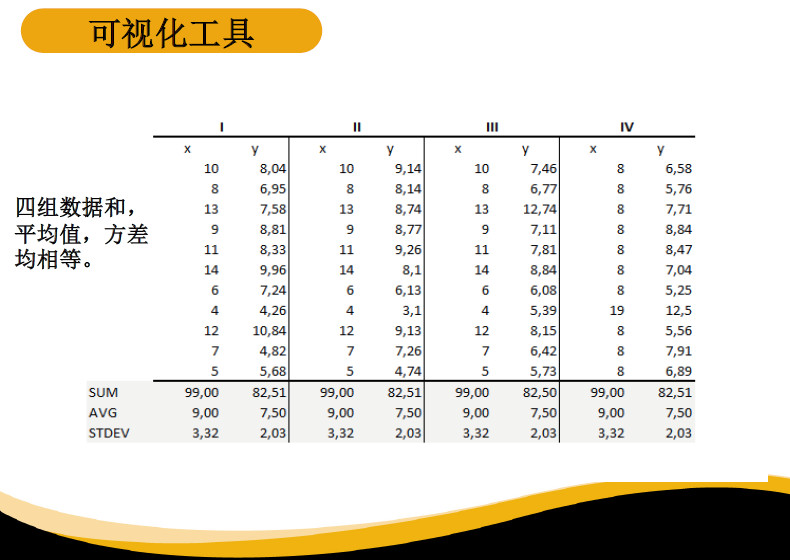 可视化工具
I II III IV
x y x y x y x y
10 8,04 10 9,14 10 7,46 8 6,58
8 6,95 8 8,14 8 6,77 8 5,76
13 7,58 13 8,74 13 12,74 8 7,71
9 8,81 9 8,77 9 7,11 8 8,84
11 8,33 11 9,26 11 7,81 8 8,47
14 9,96 14 8,1 14 8,84 8 7,04
6 7,24 6 6,13 6 6,08 8 5,25
4 4,26 4 3,1 4 5,39 19 12,5
12 10,84 12 9,13 12 8,15 8 5,56
7 4,82 7 7,26 7 6,42 8 7,91
5 5,68 5 4,74 5 5,73 8 6,89
SUM 99,00 82,51 99,00 82,51 99,00 82,50 99,00 82,51
AVG 9,00 7,50 9,00 7,50 9,00 7,50 9,00 7,50
STDEV 3,32 2,03 3,32 2,03 3,32 2,03 3,32 2,03
四组数据和，
平均值，方差
均相等。